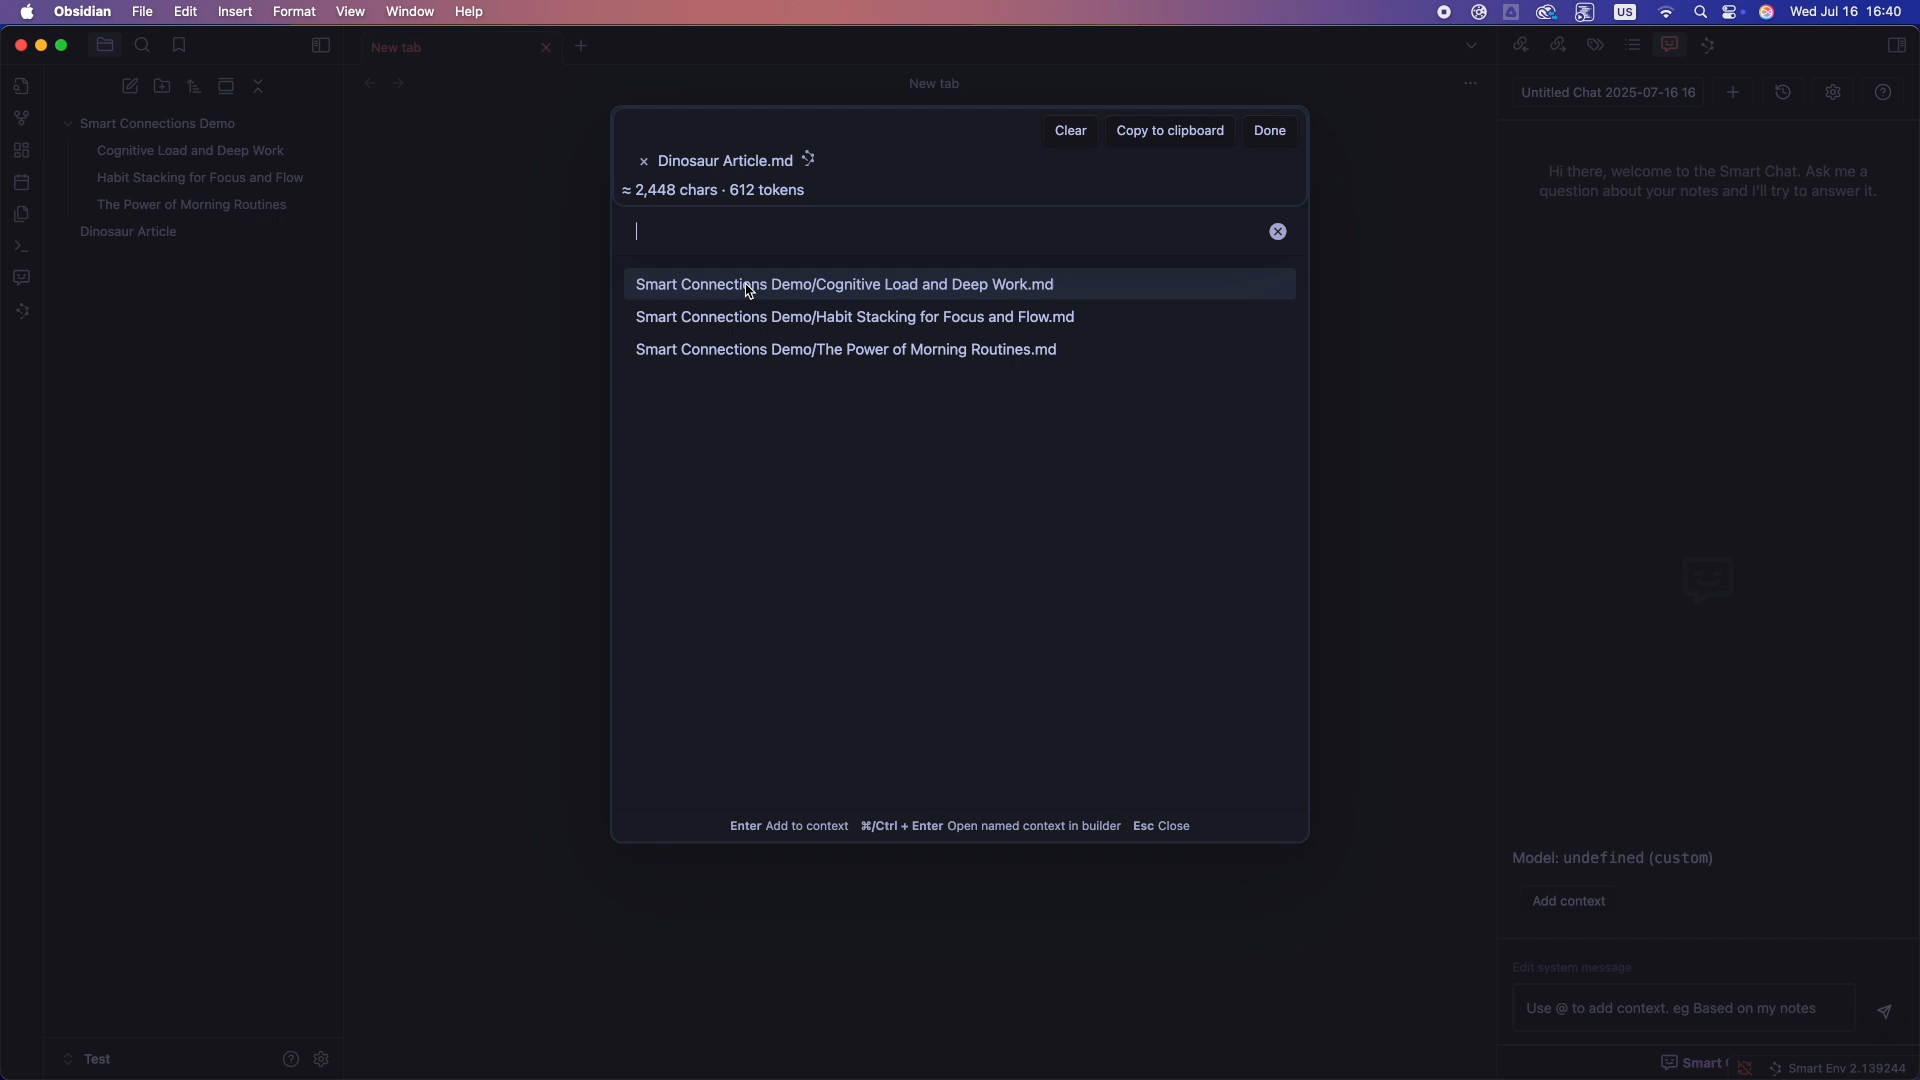 Obsidian File Edit Insert Format View Window Help
US Wed Jul 16 16:40
New tab
New tab
Smart Connections Demo
Cognitive Load and Deep Work
Habit Stacking for Focus and Flow
The Power of Morning Routines
Dinosaur Article
Test
Clear Copy to clipboard Done
× Dinosaur Article.md
≈ 2,448 chars · 612 tokens
Smart Connections Demo/Cognitive Load and Deep Work.md
Smart Connections Demo/Habit Stacking for Focus and Flow.md
Smart Connections Demo/The Power of Morning Routines.md
Enter Add to context ⌘/Ctrl + Enter Open named context in builder Esc Close
Untitled Chat 2025-07-16 16
Hi there, welcome to the Smart Chat. Ask me a
question about your notes and I'll try to answer it.
Model: undefined (custom)
Add context
Edit system message
Use @ to add context. eg Based on my notes
Smart
Smart Env 2.139244